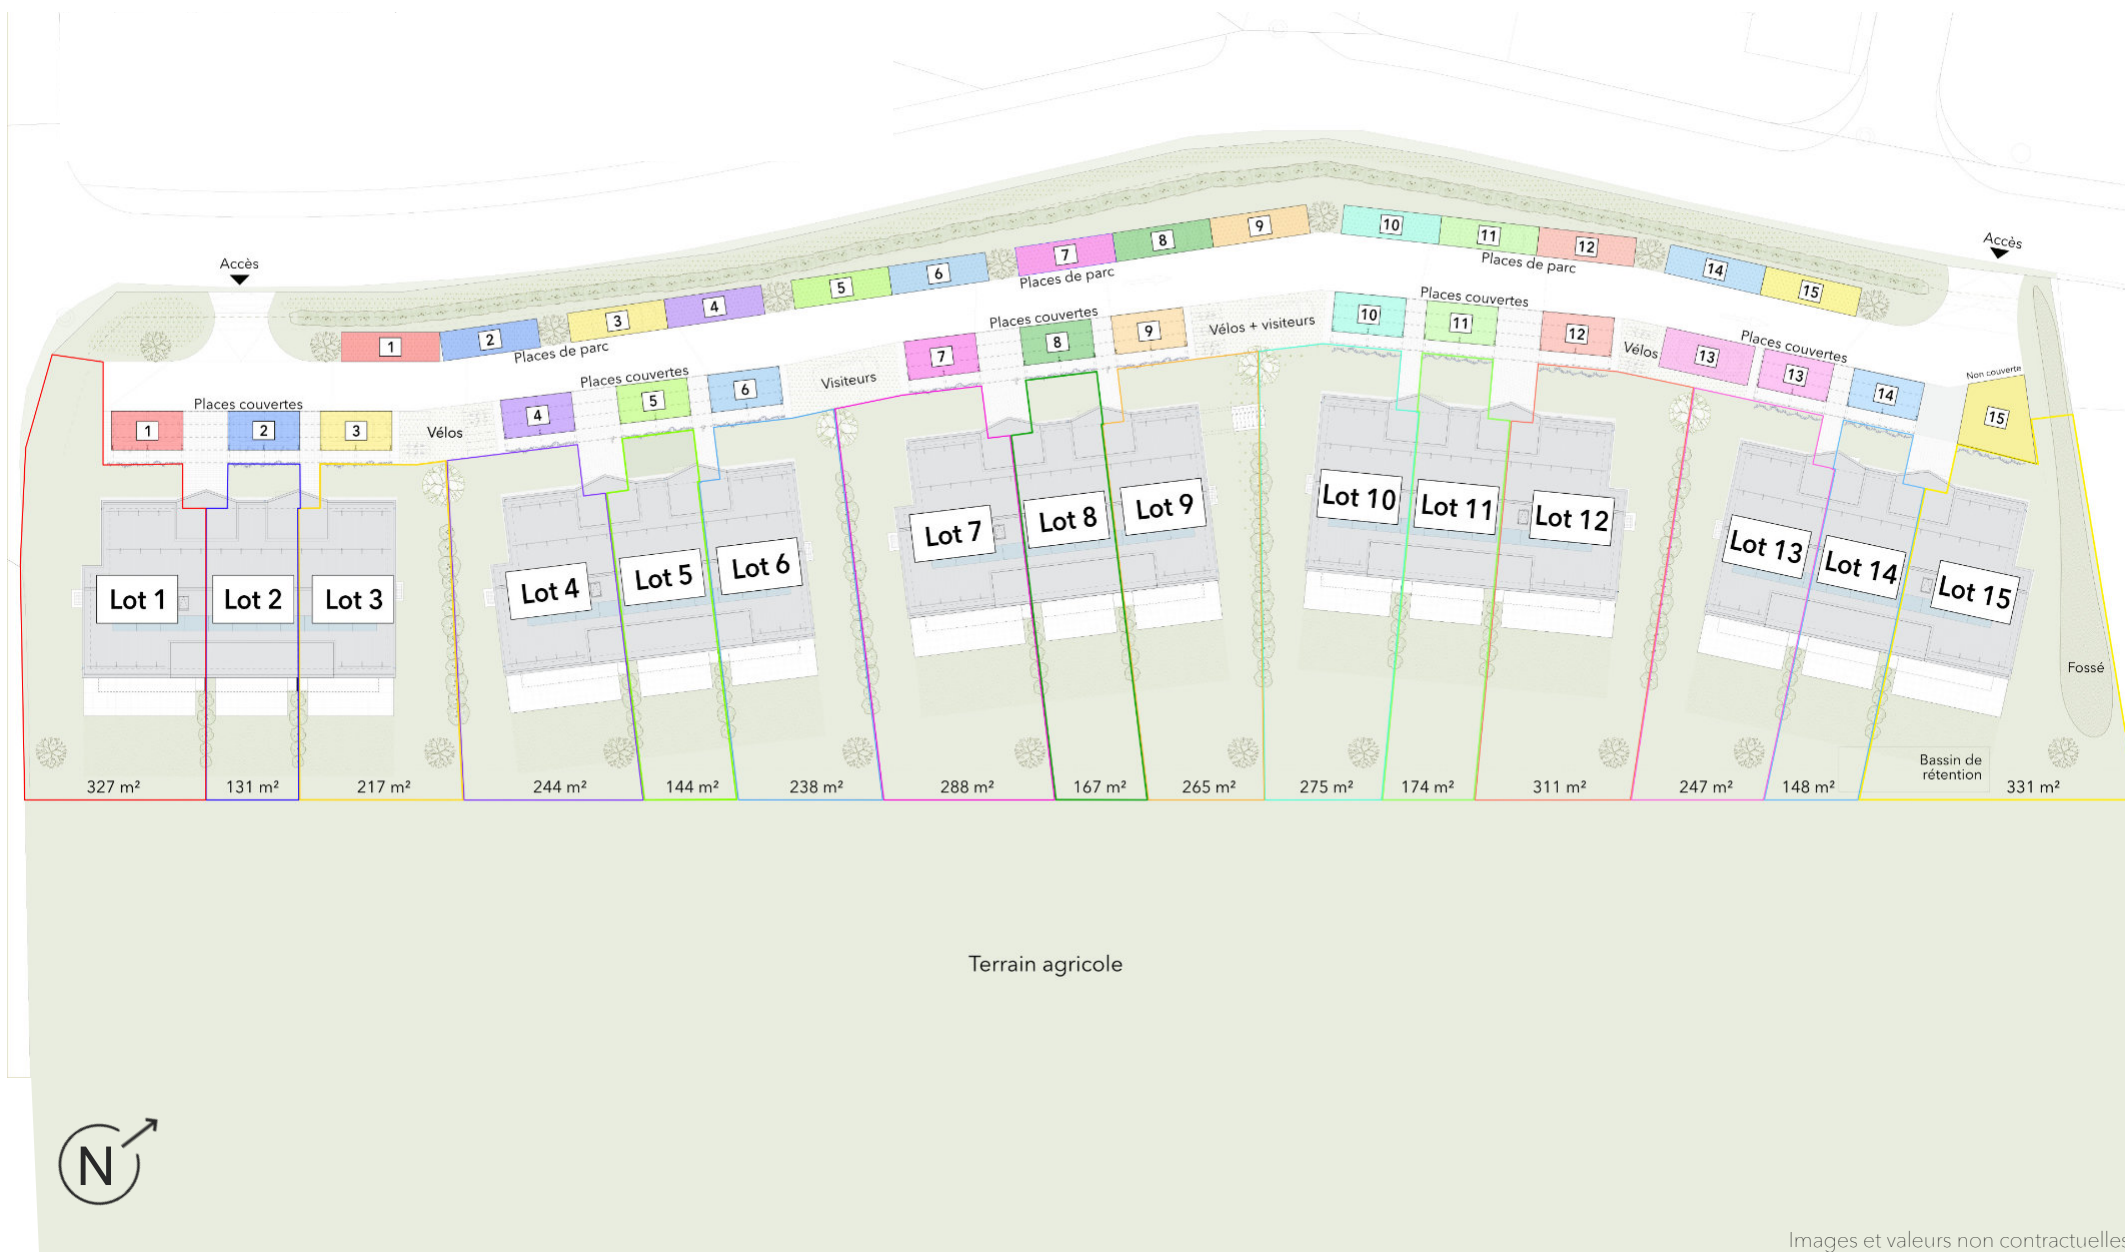 Accès
Accès
10
11
12
14
15
Places de parc
7
8
9
Places de parc
5
6
3
4
1
2
Places de parc
Places couvertes
10
11
12
Vélos
Places couvertes
13
13
14
Non couverte
15
Places couvertes
7
8
9
Vélos + visiteurs
Places couvertes
4
5
6
Visiteurs
Places couvertes
1
2
3
Vélos
Lot 1
Lot 2
Lot 3
Lot 4
Lot 5
Lot 6
Lot 7
Lot 8
Lot 9
Lot 10
Lot 11
Lot 12
Lot 13
Lot 14
Lot 15
Fossé
Bassin de
rétention
327 m²
131 m²
217 m²
244 m²
144 m²
238 m²
288 m²
167 m²
265 m²
275 m²
174 m²
311 m²
247 m²
148 m²
331 m²
Terrain agricole
N
Images et valeurs non contractuelles